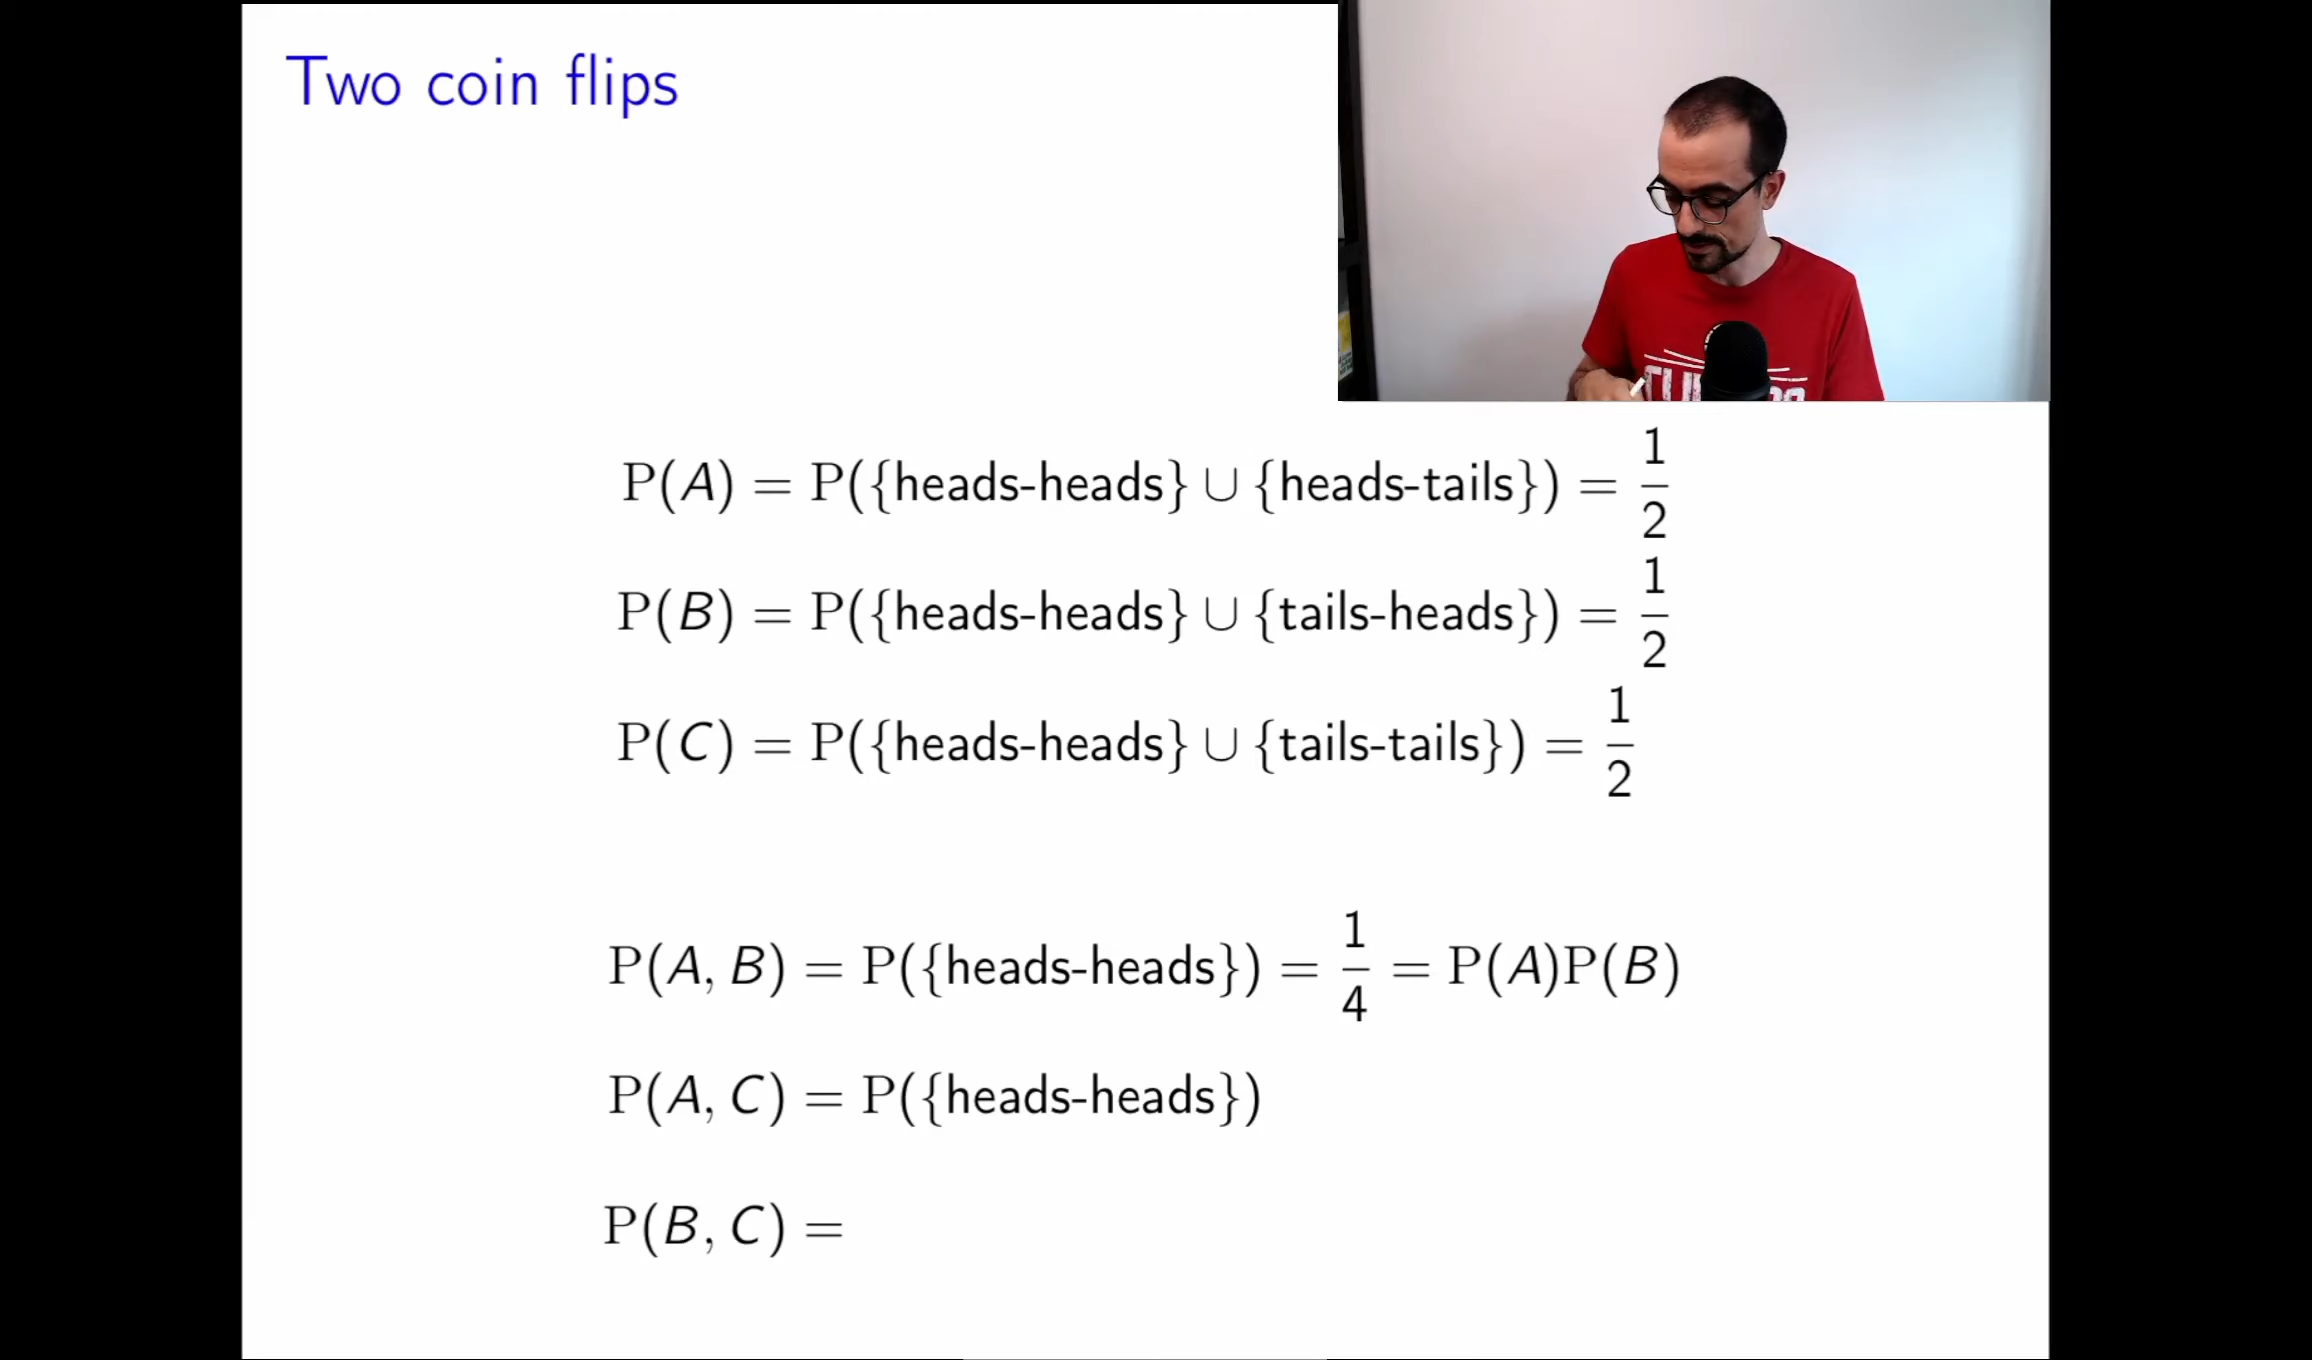 Two coin flips
P(A) = P({heads-heads} ∪ {heads-tails}) = 1/2
P(B) = P({heads-heads} ∪ {tails-heads}) = 1/2
P(C) = P({heads-heads} ∪ {tails-tails}) = 1/2
P(A, B) = P({heads-heads}) = 1/4 = P(A)P(B)
P(A, C) = P({heads-heads})
P(B, C) =